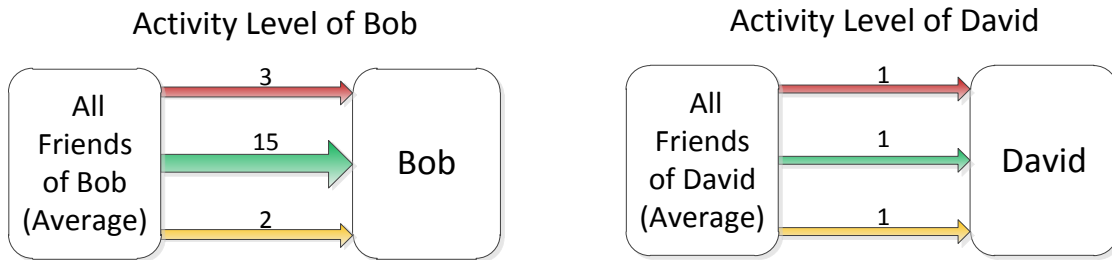 Activity Level of Bob
All
Friends
of Bob
(Average)
3
15
2
Bob
Activity Level of David
All
Friends
of David
(Average)
1
1
1
David